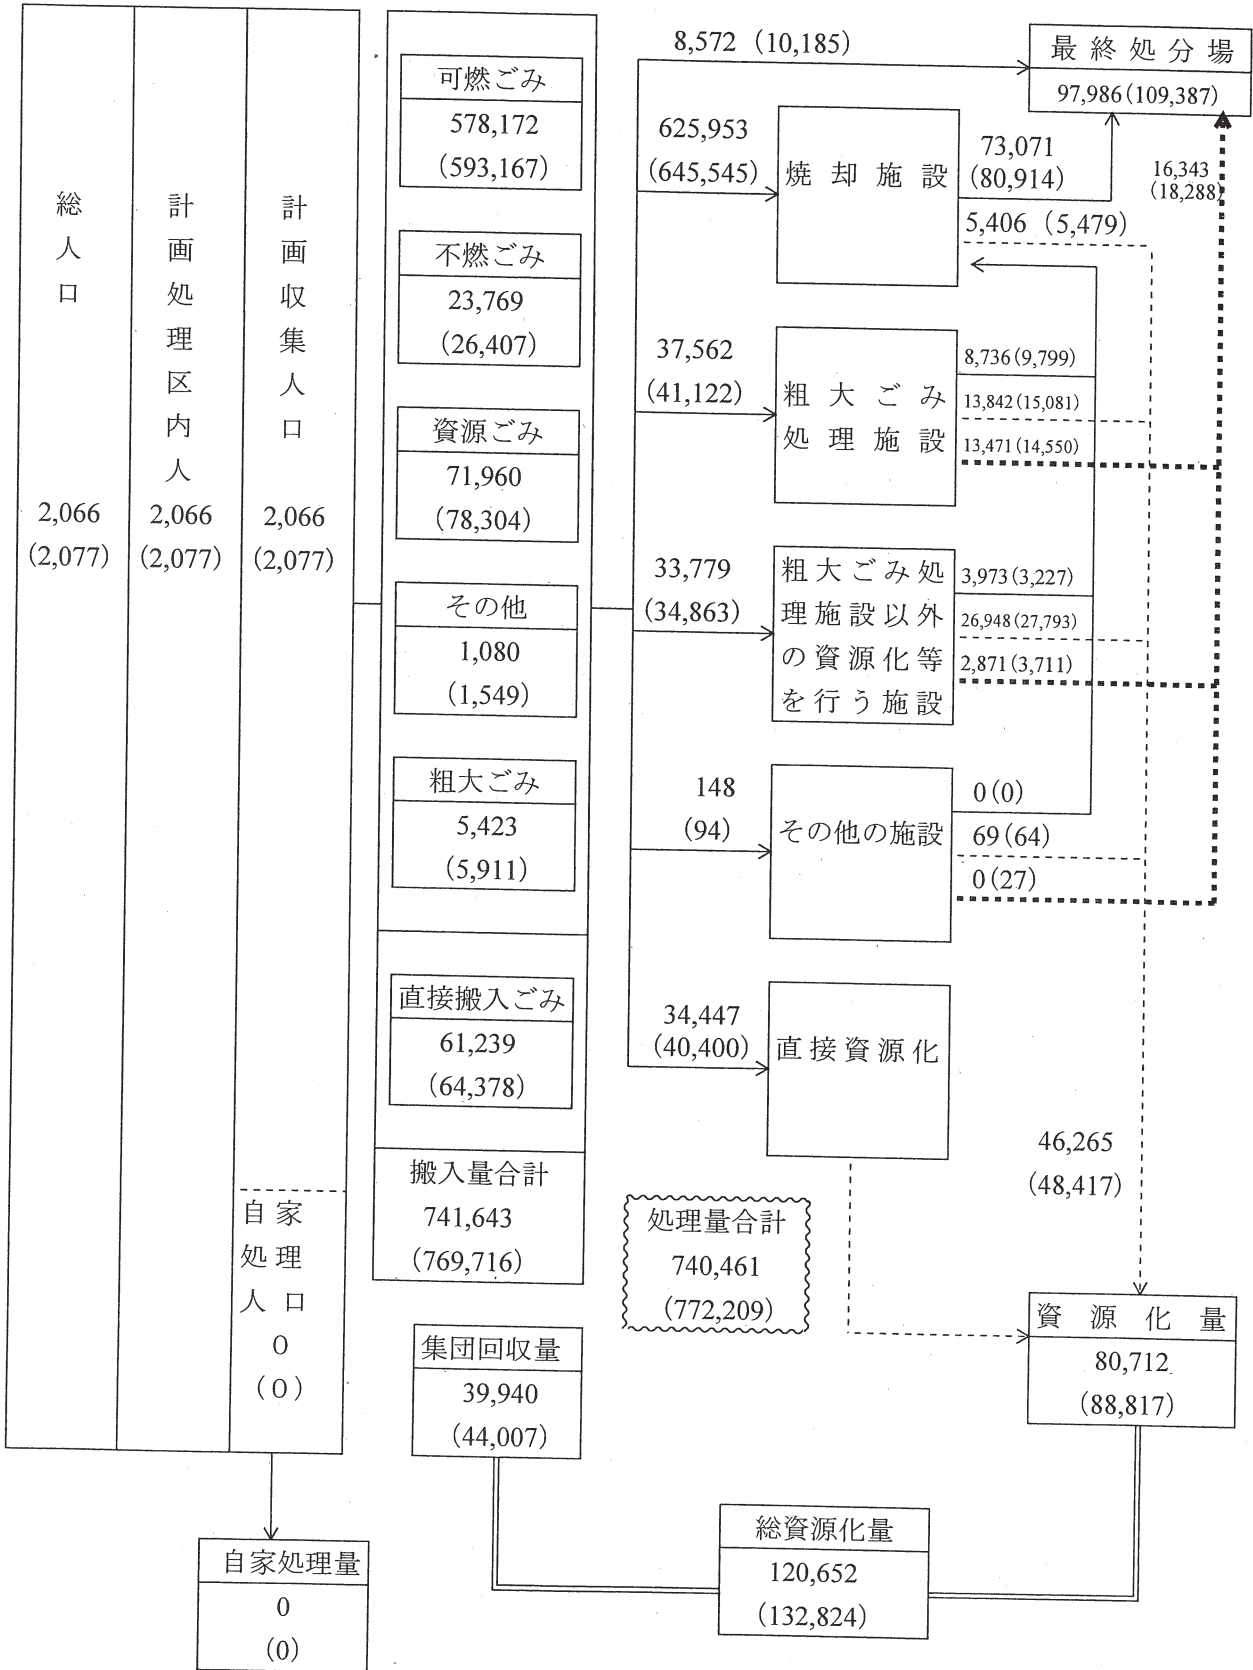 総人口
2,066
(2,077)
計画処理区内人
2,066
(2,077)
計画収集人口
2,066
(2,077)
自家
処理
人口
0
(0)
自家処理量
0
(0)
可燃ごみ
578,172
(593,167)
不燃ごみ
23,769
(26,407)
資源ごみ
71,960
(78,304)
その他
1,080
(1,549)
粗大ごみ
5,423
(5,911)
直接搬入ごみ
61,239
(64,378)
搬入量合計
741,643
(769,716)
集団回収量
39,940
(44,007)
8,572 (10,185)
625,953
(645,545)
37,562
(41,122)
33,779
(34,863)
148
(94)
34,447
(40,400)
処理量合計
740,461
(772,209)
焼却施設
73,071
(80,914)
5,406 (5,479)
粗大ごみ
処理施設
8,736(9,799)
13,842(15,081)
13,471(14,550)
粗大ごみ処
理施設以外
の資源化等
を行う施設
3,973(3,227)
26,948(27,793)
2,871(3,711)
その他の施設
0(0)
69(64)
0(27)
直接資源化
最終処分場
97,986(109,387)
16,343
(18,288)
46,265
(48,417)
資源化量
80,712
(88,817)
総資源化量
120,652
(132,824)